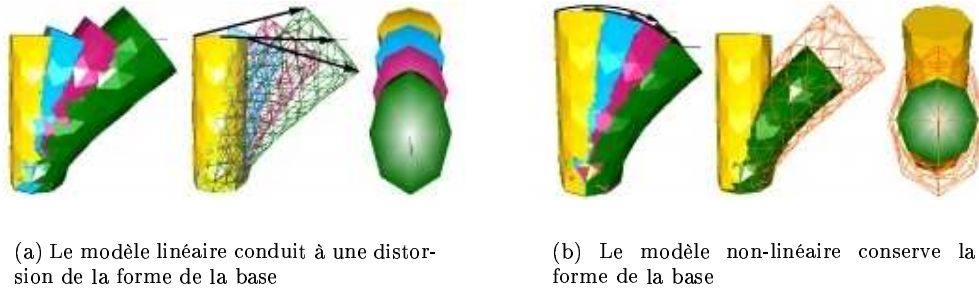 (a) Le modèle linéaire conduit à une distor-
sion de la forme de la base
(b) Le modèle non-linéaire conserve la
forme de la base